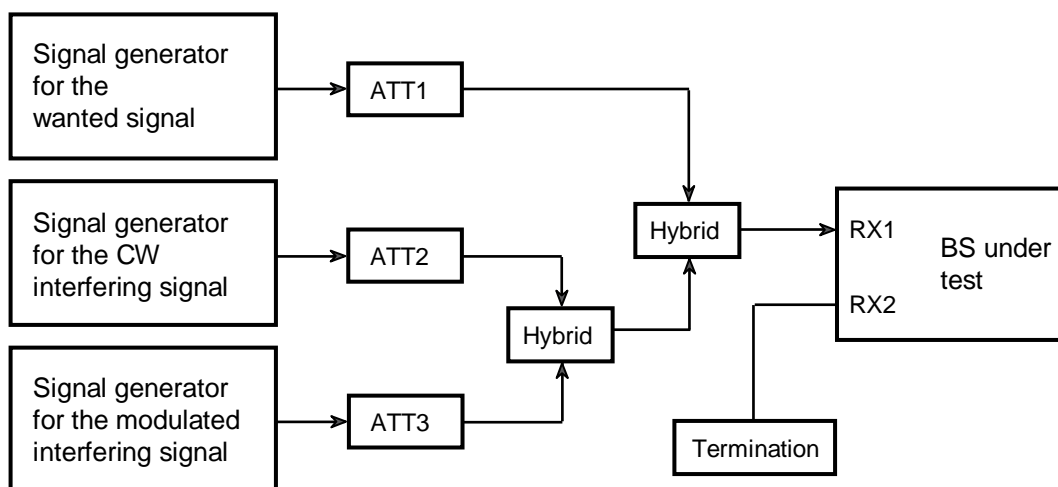 Signal generator
for the
wanted signal
ATT1
Signal generator
for the CW
interfering signal
ATT2
Signal generator
for the modulated
interfering signal
ATT3
Hybrid
Hybrid
RX1
RX2
BS under
test
Termination